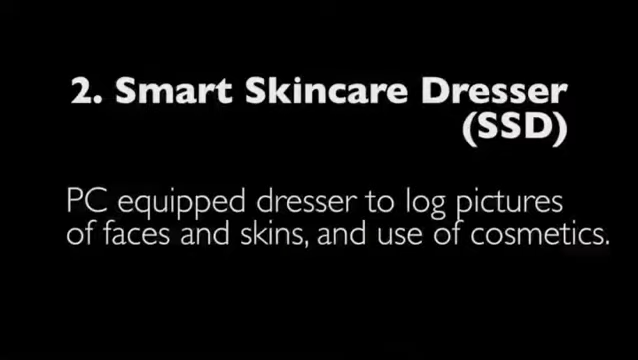 2. Smart Skincare Dresser
(SSD)
PC equipped dresser to log pictures
of faces and skins, and use of cosmetics.